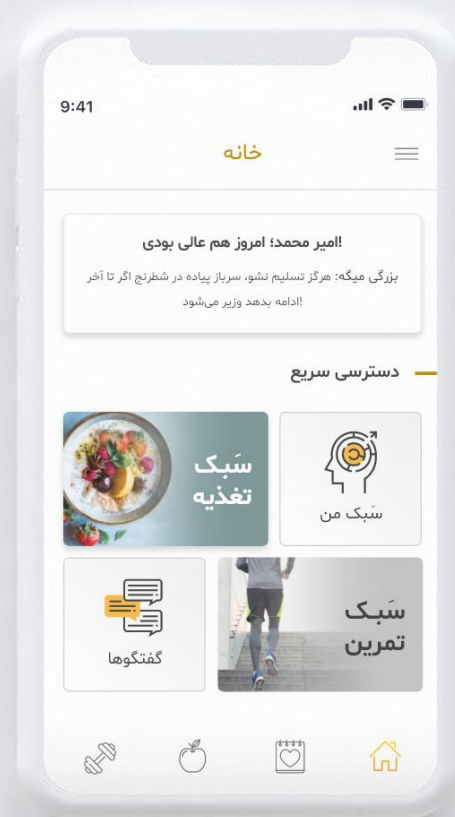 9:41
خانه
!امیر محمد؛ امروز هم عالی بودی
بزرگی میگه: هرگز تسلیم نشو، سرباز پیاده در شطرنج اگر تا آخر
!ادامه بدهد وزیر می‌شود
دسترسی سریع
سَبک من
سَبک
تغذیه
سَبک
تمرین
گفتگوها